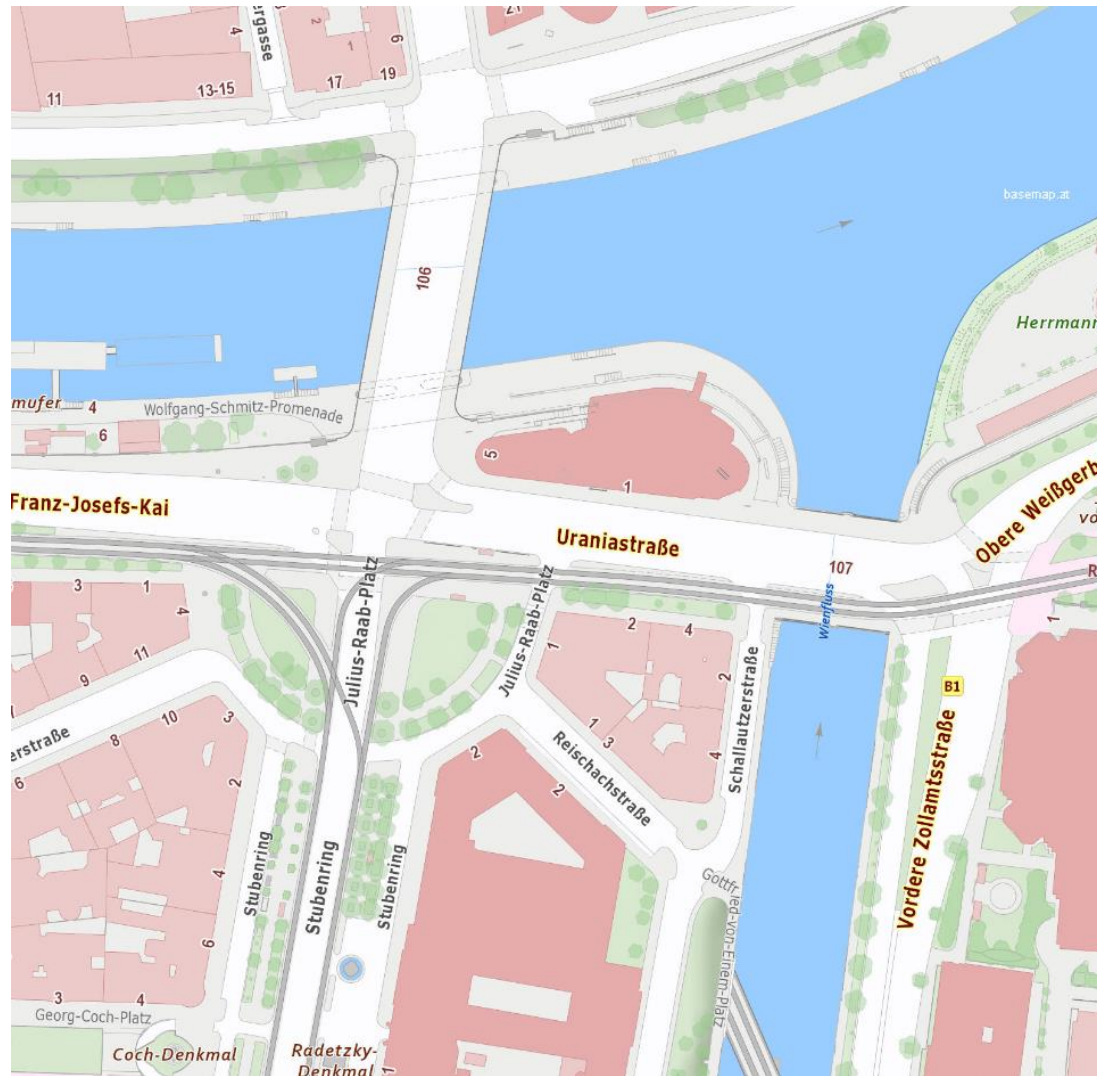 ergasse
4
2
1
6
21
11
13-15
17
19
basemap.at
106
Herrmann
mufer
4
Wolfgang-Schmitz-Promenade
6
5
1
Franz-Josefs-Kai
Uraniastraße
107
Obere Weißgerb
vo
R
1
Wienfluss
Julius-Raab-Platz
Julius-Raab-Platz
3
1
4
11
9
1
2
4
2
B1
Schallautzerstraße
1
3
4
Reischachstraße
erstraße
6
8
10
3
2
2
2
Vordere Zollamtsstraße
Stubenring
Stubenring
Stubenring
4
6
Gottfried-von-Einem-Platz
3
4
Georg-Coch-Platz
Coch-Denkmal
Radetzky-
Denkmal
1